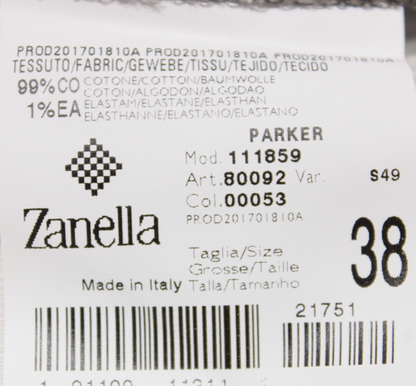 PROD201701810A PROD201701810A PROD201701810A
TESSUTO/FABRIC/GEWEBE/TISSU/TEJIDO/TECIDO
99%CO COTONE/COTTON/BAUMWOLLE
COTON/ALGODON/ALGODAO
1%EA ELASTAM/ELASTANE/ELASTHAN
ELASTHANNE/ELASTANO/ELASTANO
PARKER
Mod. 111859
Art. 80092 Var. S49
Col. 00053
PROD201701810A
Zanella
Taglia/Size
Grosse/Taille
Talla/Tamanho
38
Made in Italy
21751